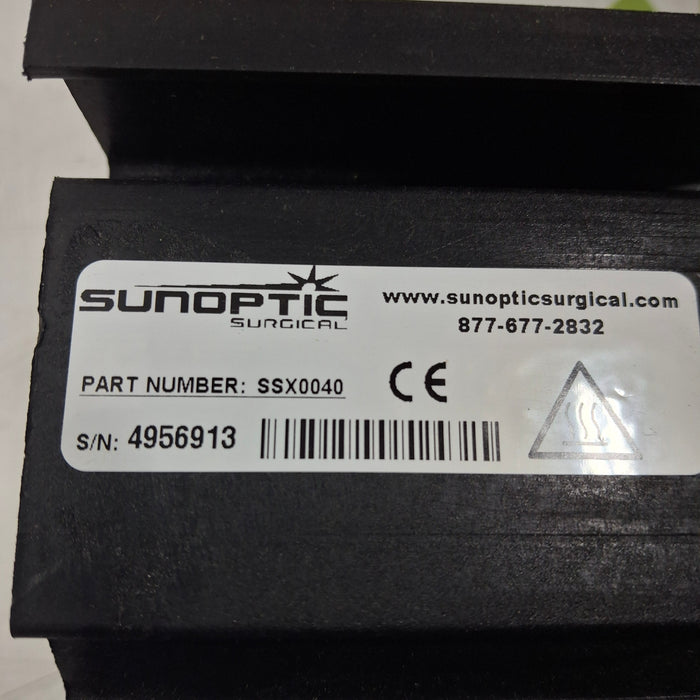 SUNOPTIC
SURGICAL
www.sunopticsurgical.com
877-677-2832
PART NUMBER: SSX0040
CE
S/N: 4956913